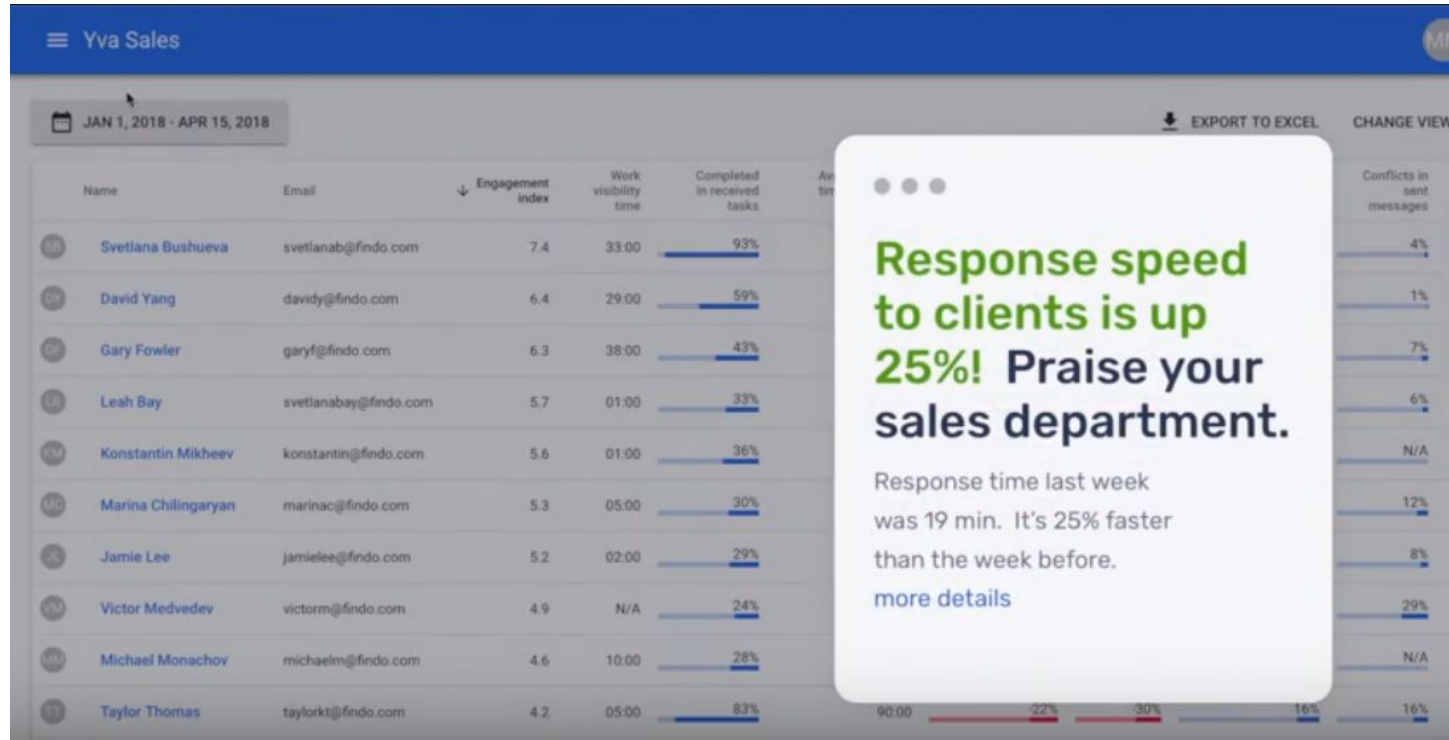 Yva Sales
JAN 1, 2018 - APR 15, 2018
EXPORT TO EXCEL
CHANGE VIEW
Name
Email
Engagement index
Work visibility time
Completed in received tasks
Conflicts in sent messages
Svetlana Bushueva svetlanab@findo.com 7.4 33:00 93% 4%
David Yang davidy@findo.com 6.4 29:00 59% 1%
Gary Fowler garyf@findo.com 6.3 38:00 43% 7%
Leah Bay svetlanabay@findo.com 5.7 01:00 33% 6%
Konstantin Mikheev konstantin@findo.com 5.6 01:00 36% N/A
Marina Chilingaryan marinac@findo.com 5.3 05:00 30% 12%
Jamie Lee jamielee@findo.com 5.2 02:00 29% 8%
Victor Medvedev victorm@findo.com 4.9 N/A 24% 29%
Michael Monachov michaelm@findo.com 4.6 10:00 28% N/A
Taylor Thomas taylorkt@findo.com 4.2 05:00 83% 90:00 -22% -30% 16% 16%
Response speed
to clients is up
25%! Praise your
sales department.
Response time last week
was 19 min. It's 25% faster
than the week before.
more details